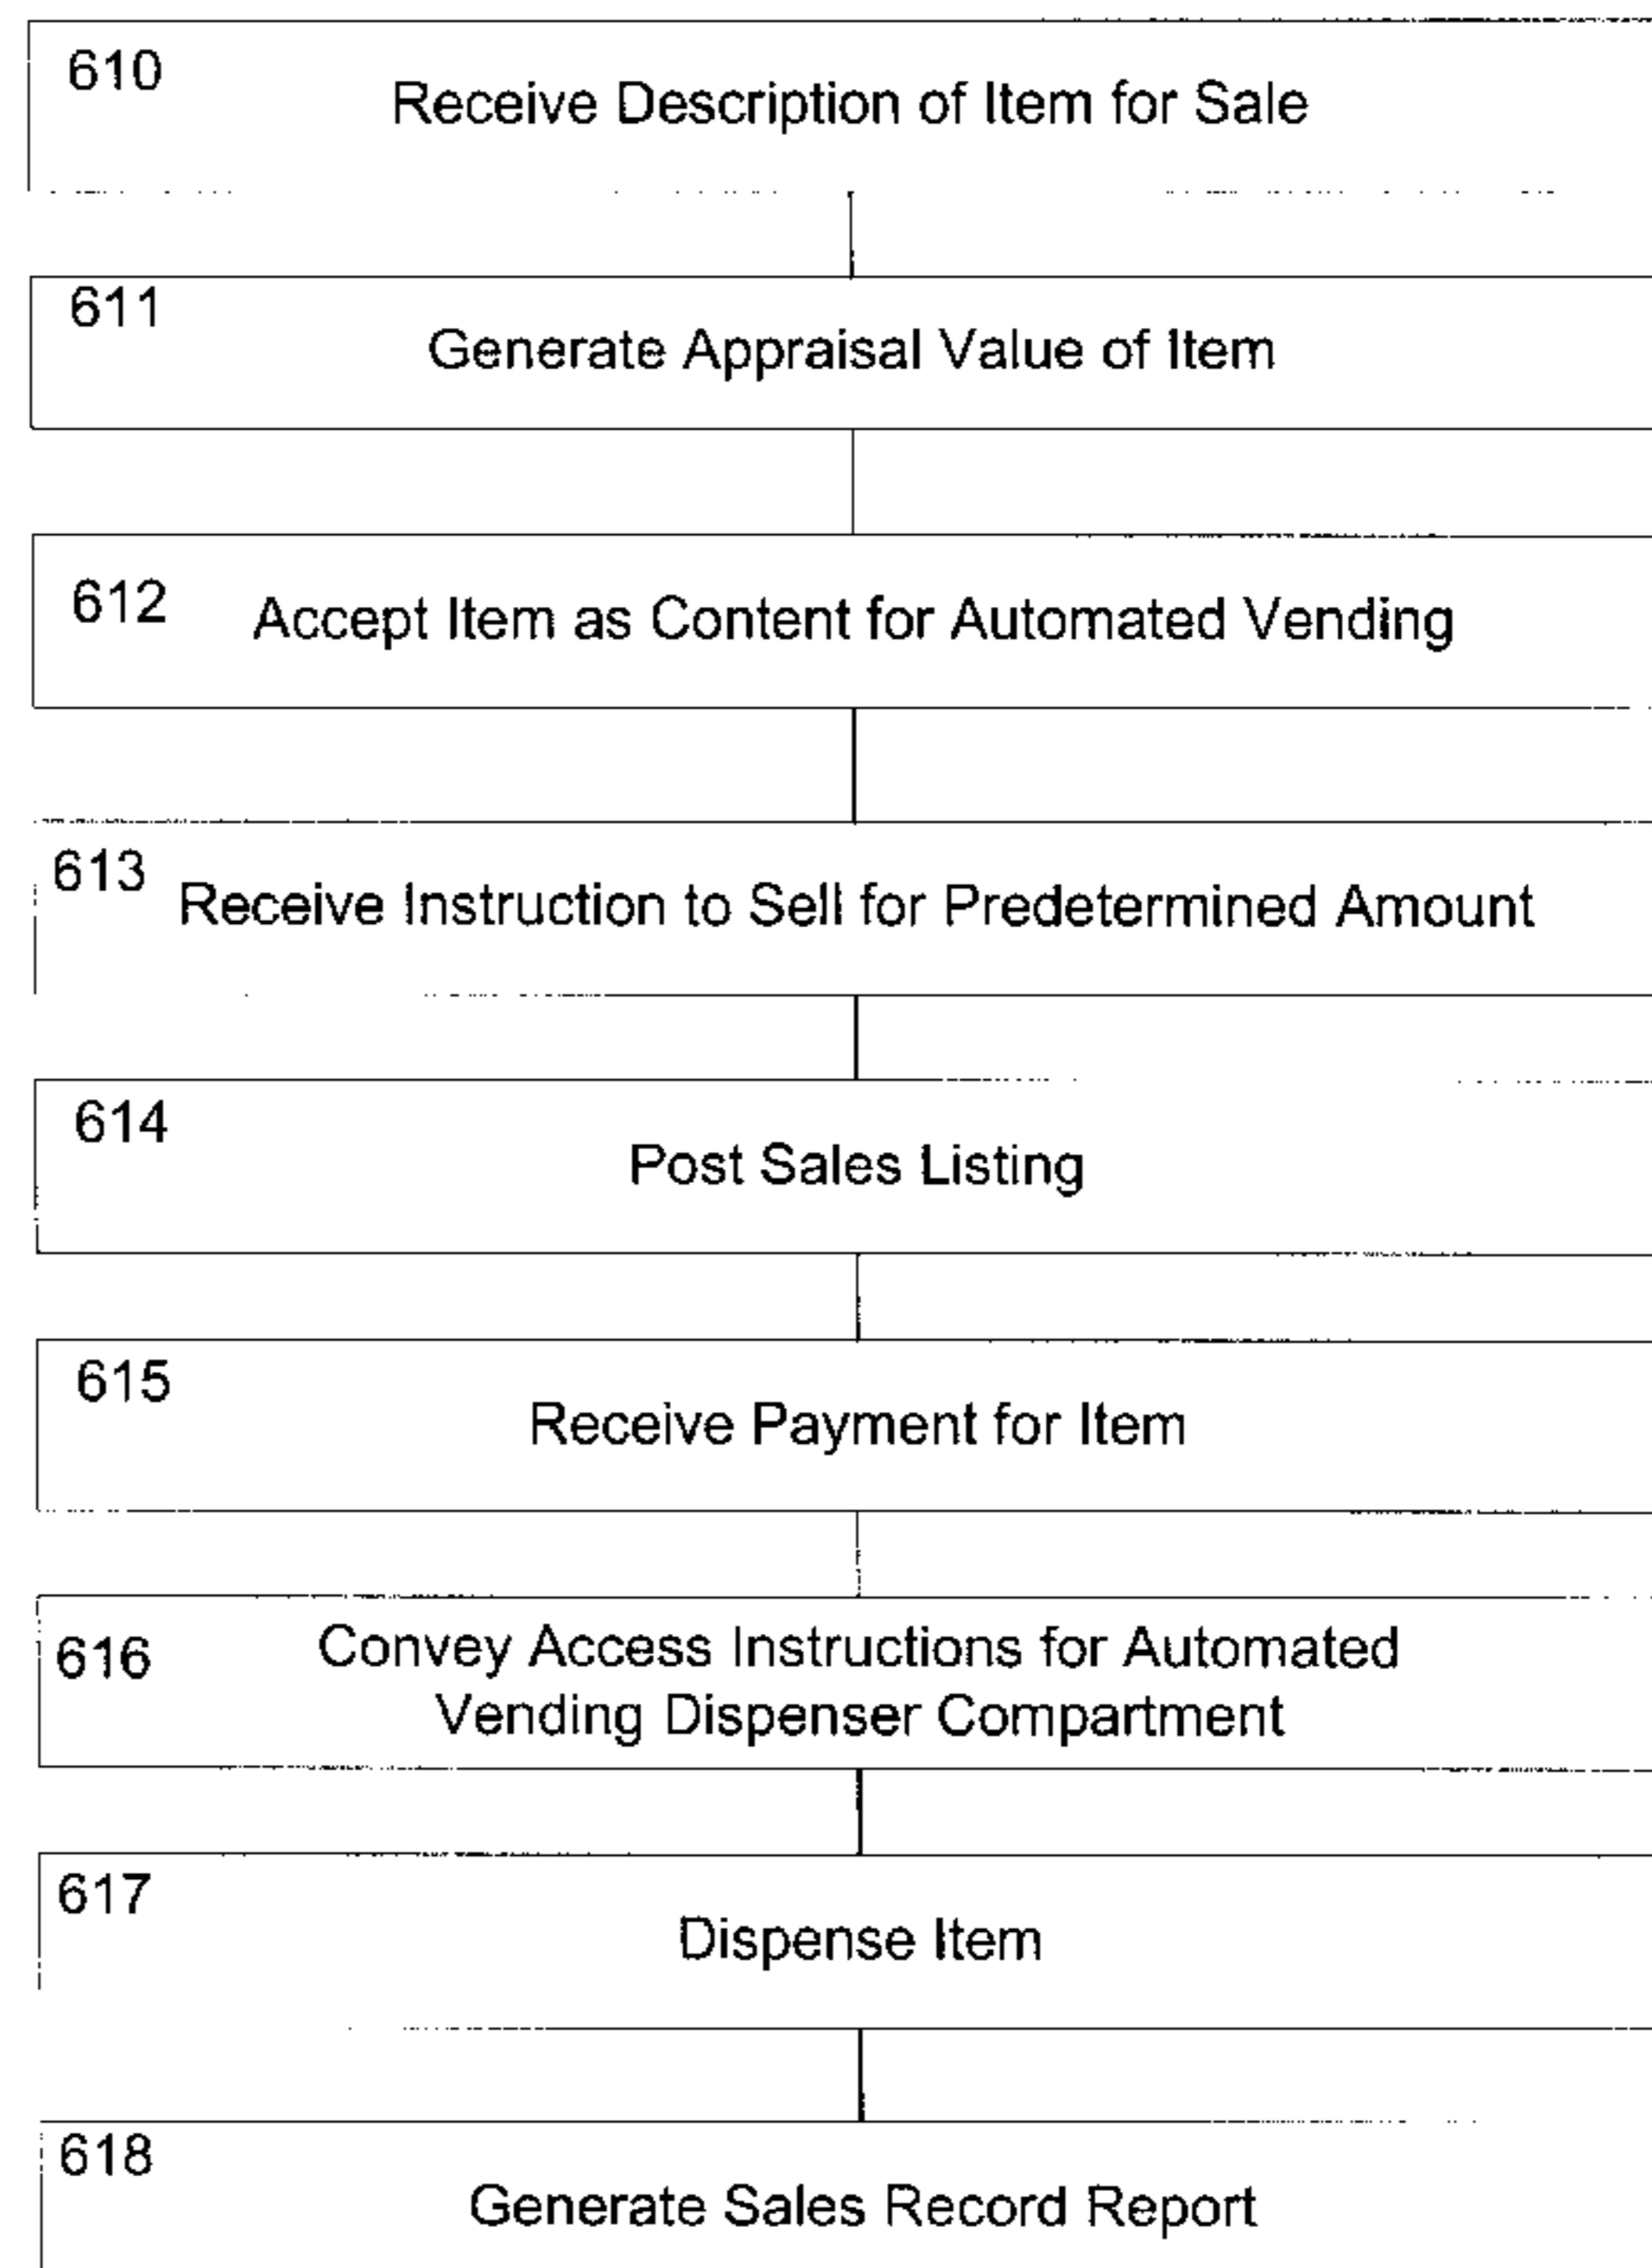 610
Receive Description of Item for Sale
611
Generate Appraisal Value of Item
612
Accept Item as Content for Automated Vending
613
Receive Instruction to Sell for Predetermined Amount
614
Post Sales Listing
615
Receive Payment for Item
616
Convey Access Instructions for Automated
Vending Dispenser Compartment
617
Dispense Item
618
Generate Sales Record Report